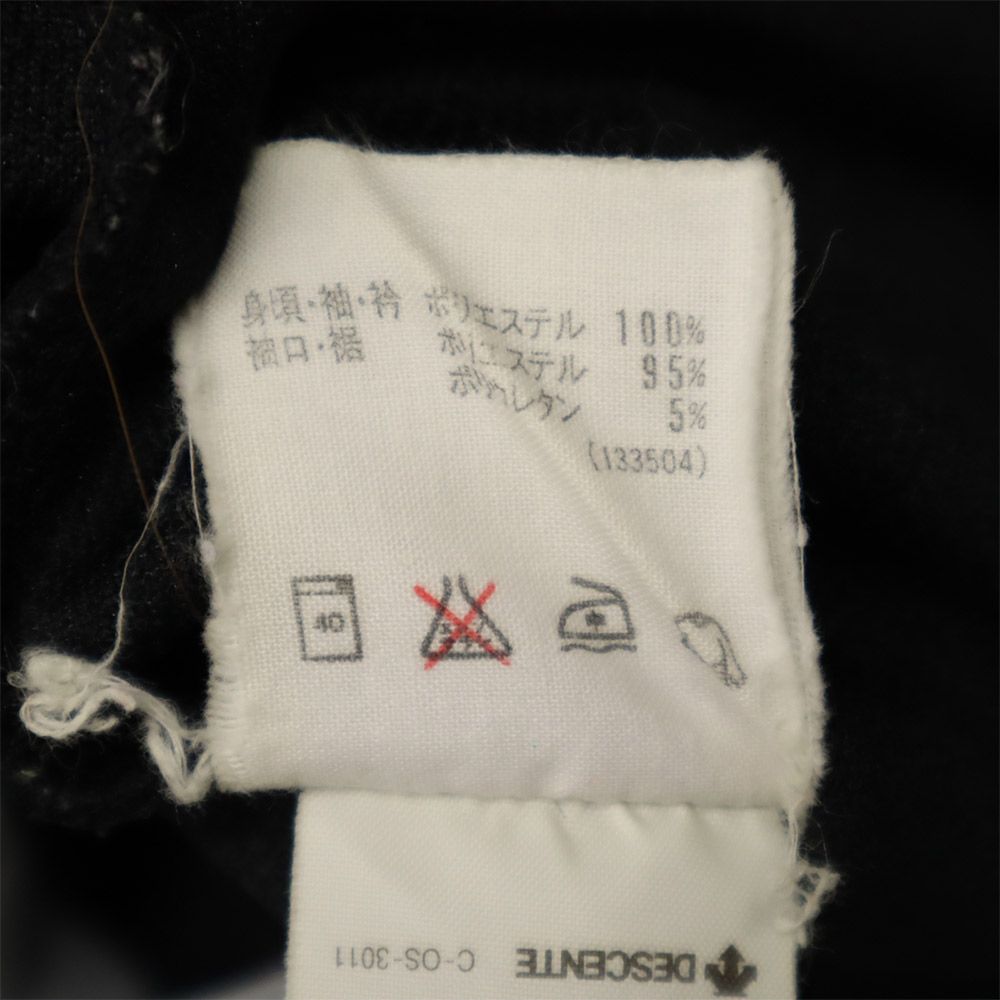 身頃・袖・衿 ポリエステル 100%
袖口・裾 ポリエステル 95%
ポリウレタン 5%
(133504)
40
DESCENTE C-OS-3011